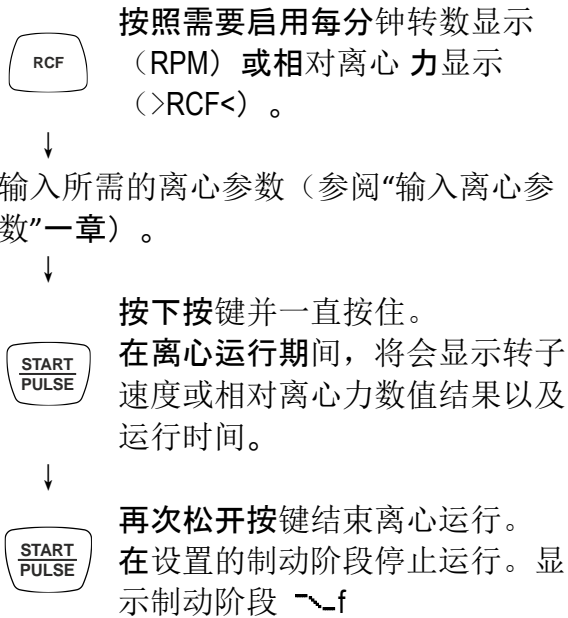 按照需要启用每分钟转数显示
RCF
（RPM）或相对离心 力显示
（>RCF<）。
↓
输入所需的离心参数（参阅“输入离心参
数”一章）。
↓
按下按键并一直按住。
START
PULSE
在离心运行期间，将会显示转子
速度或相对离心力数值结果以及
运行时间。
↓
再次松开按键结束离心运行。
START
PULSE
在设置的制动阶段停止运行。显
示制动阶段 ⁻\_f